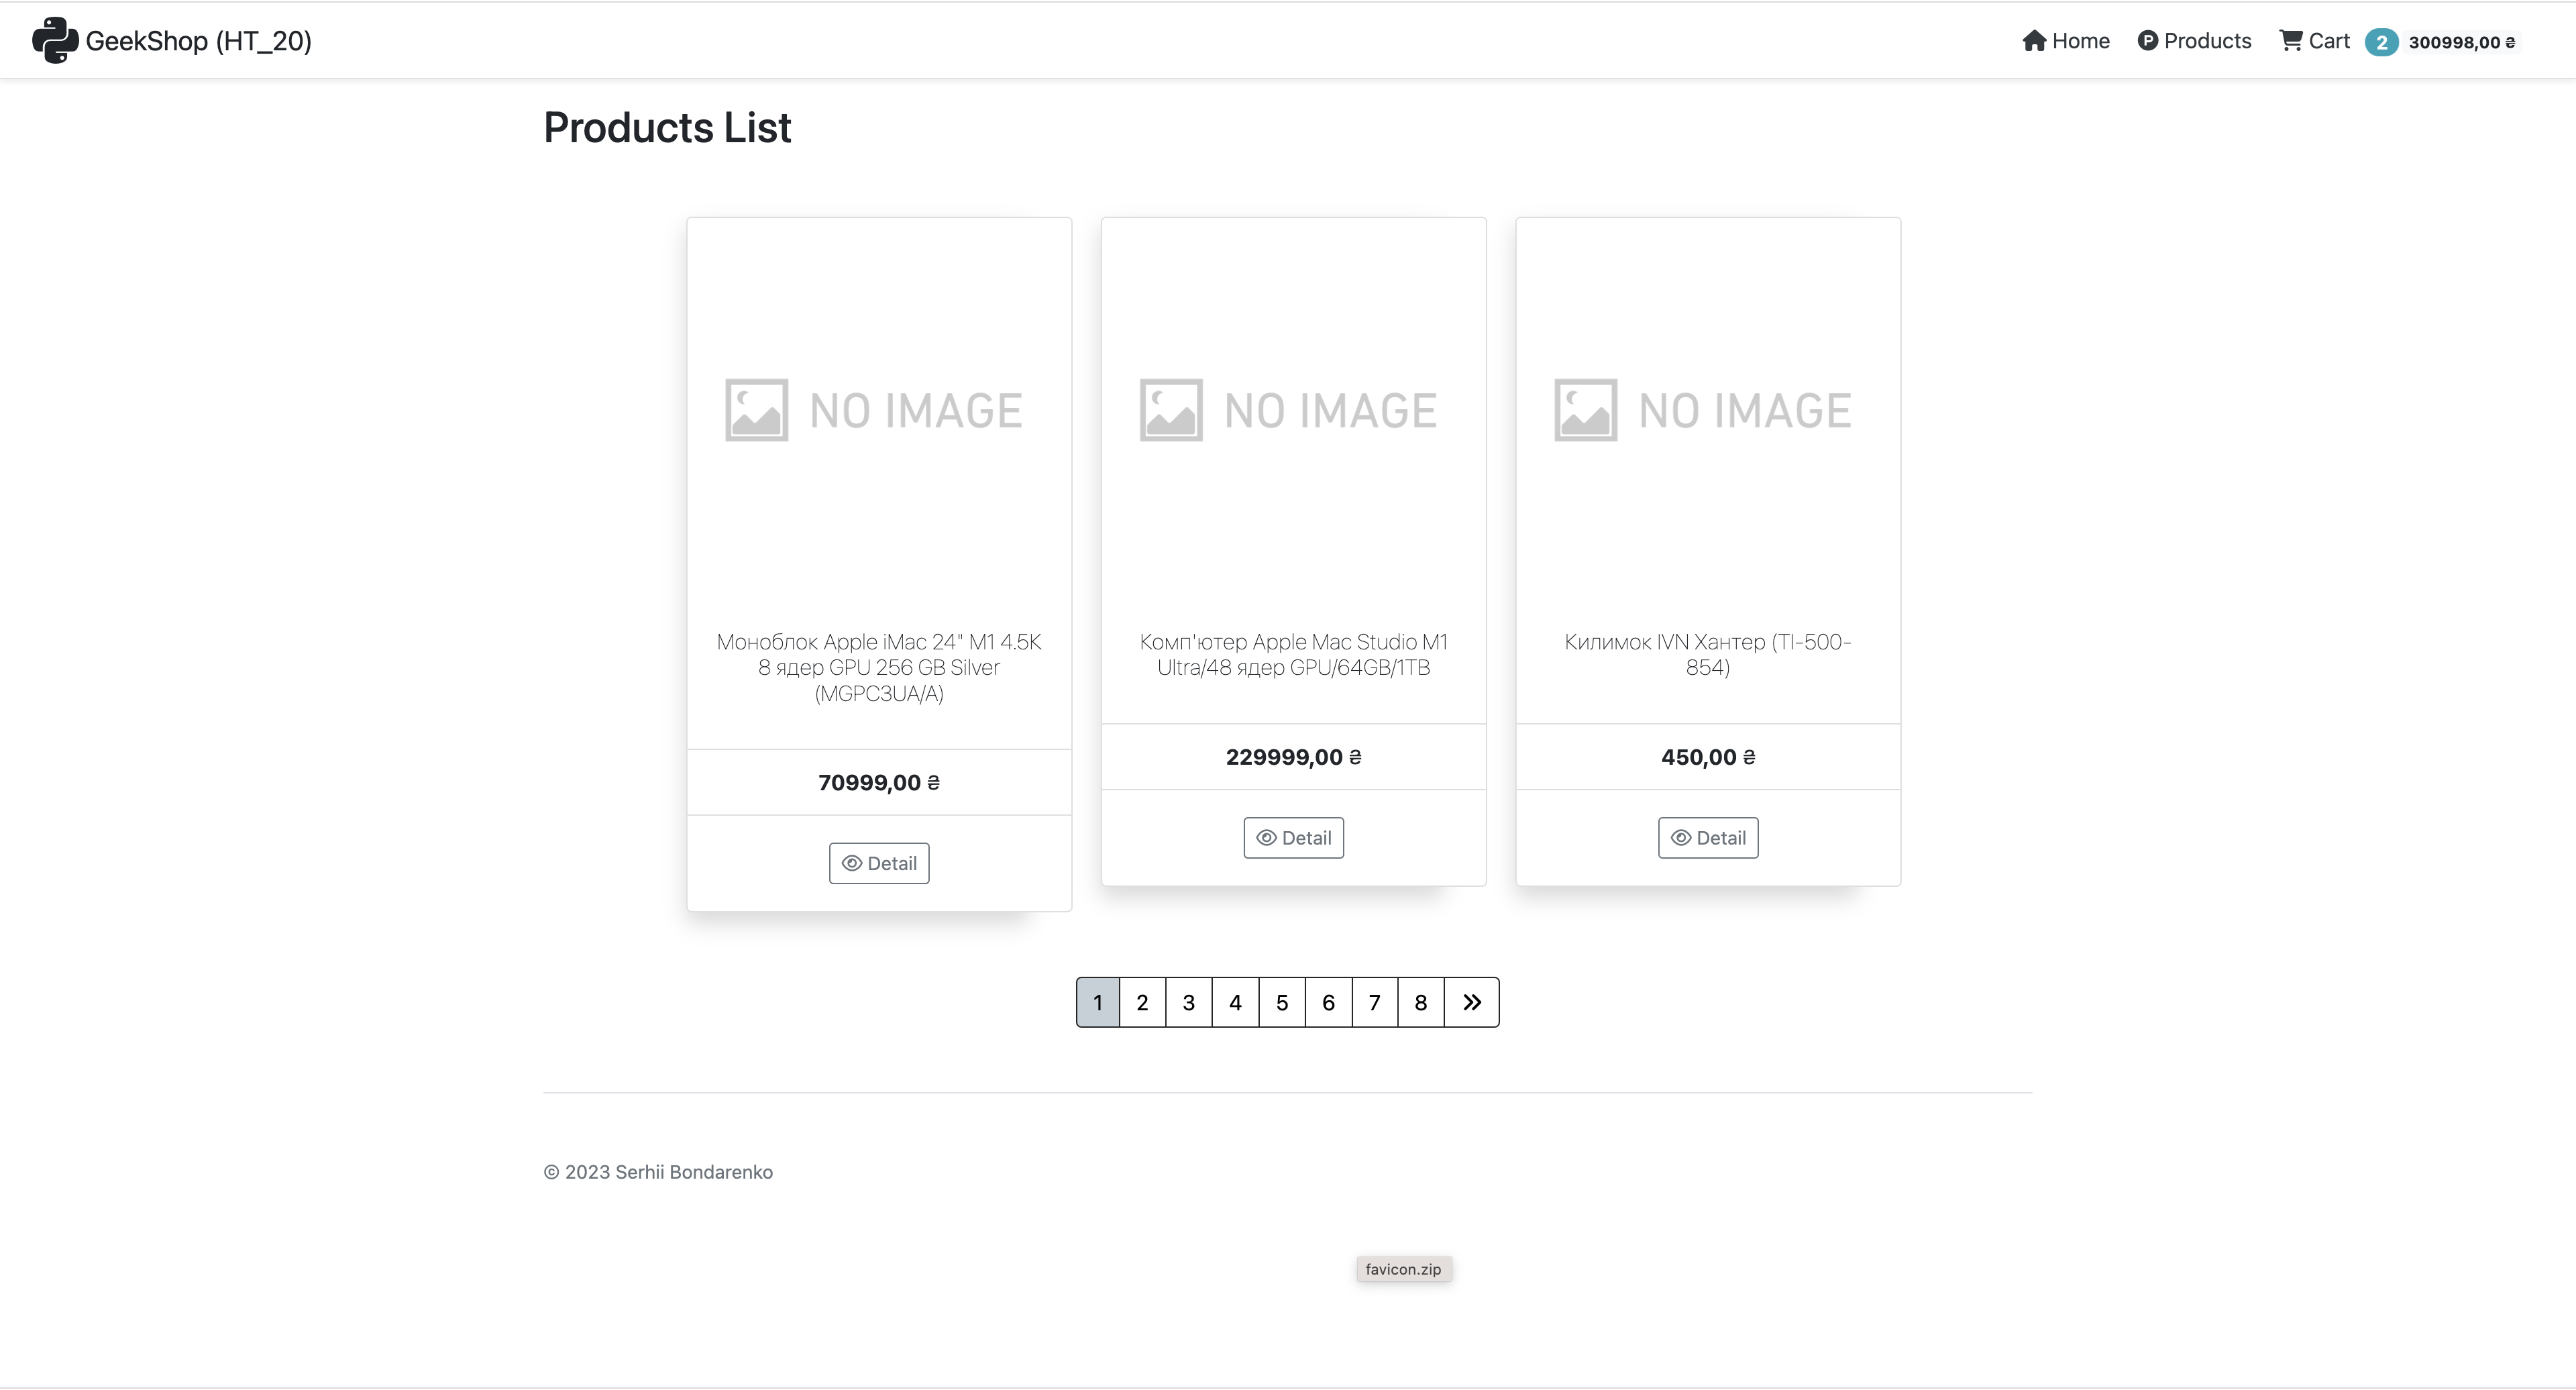 GeekShop (HT_20)
Home
Products
Cart
2
300998,00 ₴
Products List
NO IMAGE
Моноблок Apple iMac 24" M1 4.5K
8 ядер GPU 256 GB Silver
(MGPC3UA/A)
70999,00 ₴
Detail
NO IMAGE
Комп'ютер Apple Mac Studio M1
Ultra/48 ядер GPU/64GB/1TB
229999,00 ₴
Detail
NO IMAGE
Килимок IVN Хантер (TI-500-
854)
450,00 ₴
Detail
1 2 3 4 5 6 7 8 »
© 2023 Serhii Bondarenko
favicon.zip